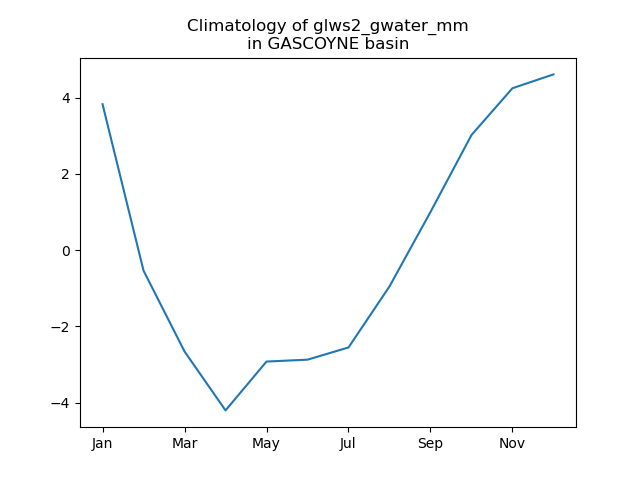 Climatology of glws2_gwater_mm
in GASCOYNE basin
4
2
0
−2
−4
Jan
Mar
May
Jul
Sep
Nov